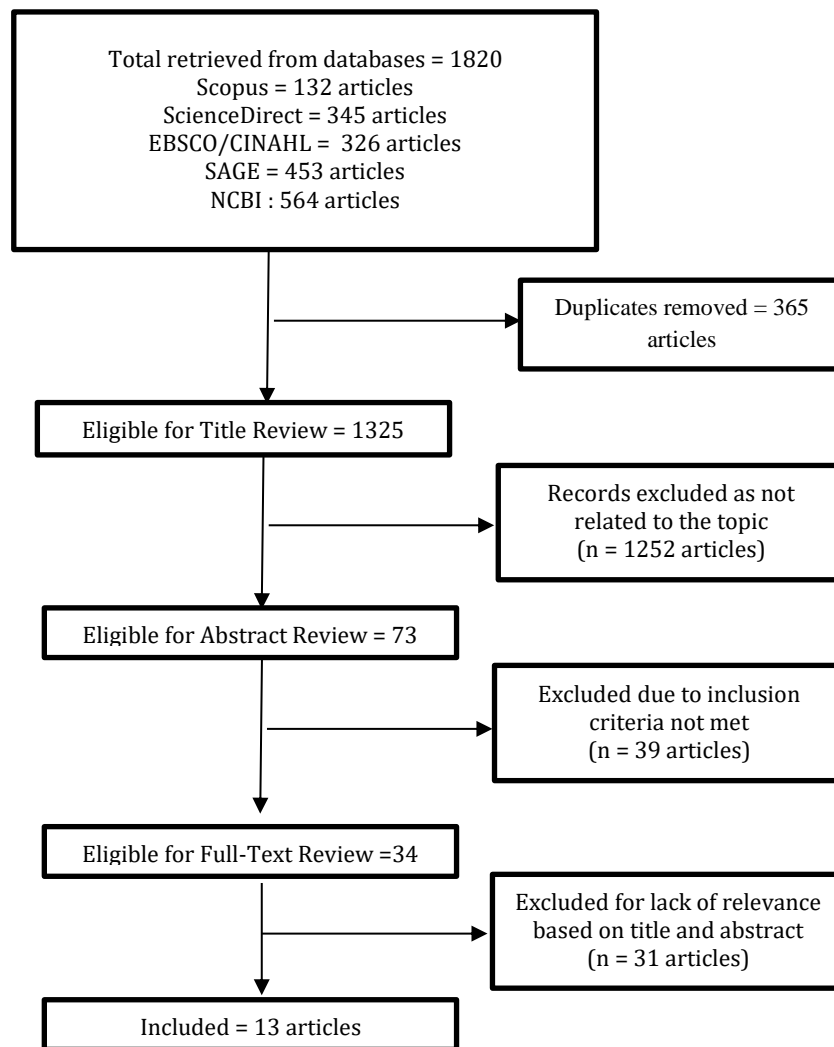 Total retrieved from databases = 1820
Scopus = 132 articles
ScienceDirect = 345 articles
EBSCO/CINAHL = 326 articles
SAGE = 453 articles
NCBI : 564 articles
Duplicates removed = 365
articles
Eligible for Title Review = 1325
Records excluded as not
related to the topic
(n = 1252 articles)
Eligible for Abstract Review = 73
Excluded due to inclusion
criteria not met
(n = 39 articles)
Eligible for Full-Text Review =34
Excluded for lack of relevance
based on title and abstract
(n = 31 articles)
Included = 13 articles